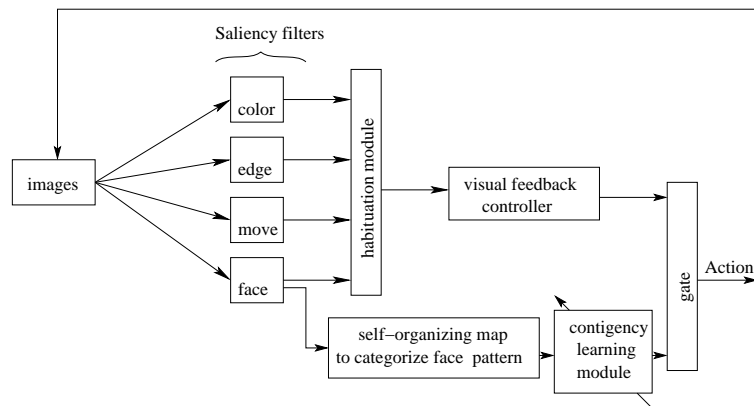 Saliency filters
color
edge
images
move
face
habituation module
visual feedback
controller
gate
Action
self−organizing map
to categorize face pattern
contigency
learning
module